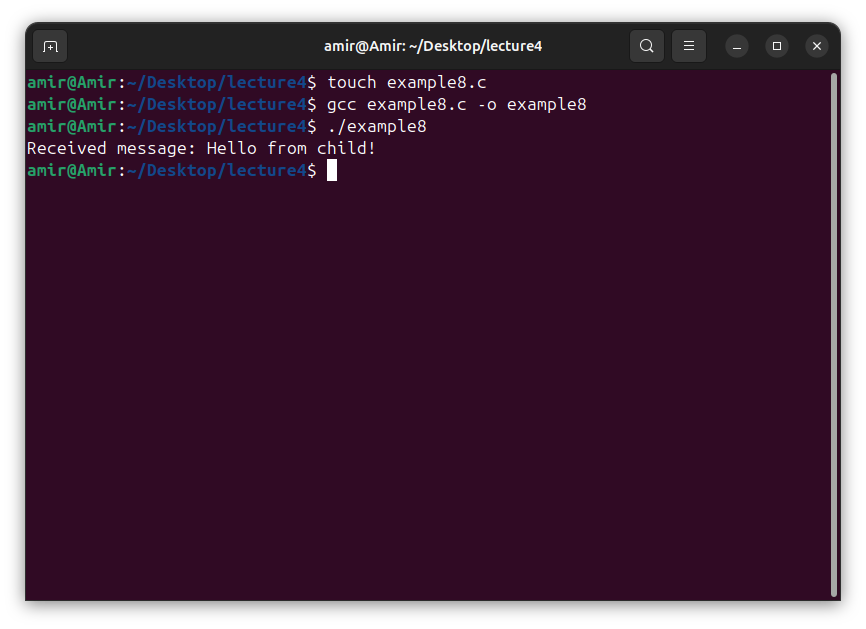 amir@Amir: ~/Desktop/lecture4
amir@Amir:~/Desktop/lecture4$ touch example8.c
amir@Amir:~/Desktop/lecture4$ gcc example8.c -o example8
amir@Amir:~/Desktop/lecture4$ ./example8
Received message: Hello from child!
amir@Amir:~/Desktop/lecture4$